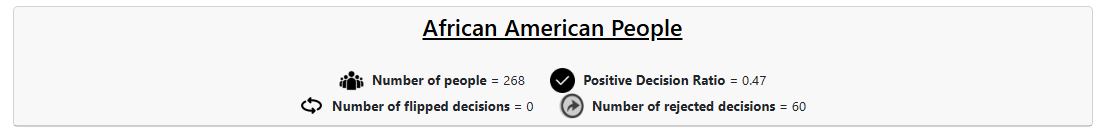 African American People
Number of people = 268 Positive Decision Ratio = 0.47
Number of flipped decisions = 0 Number of rejected decisions = 60